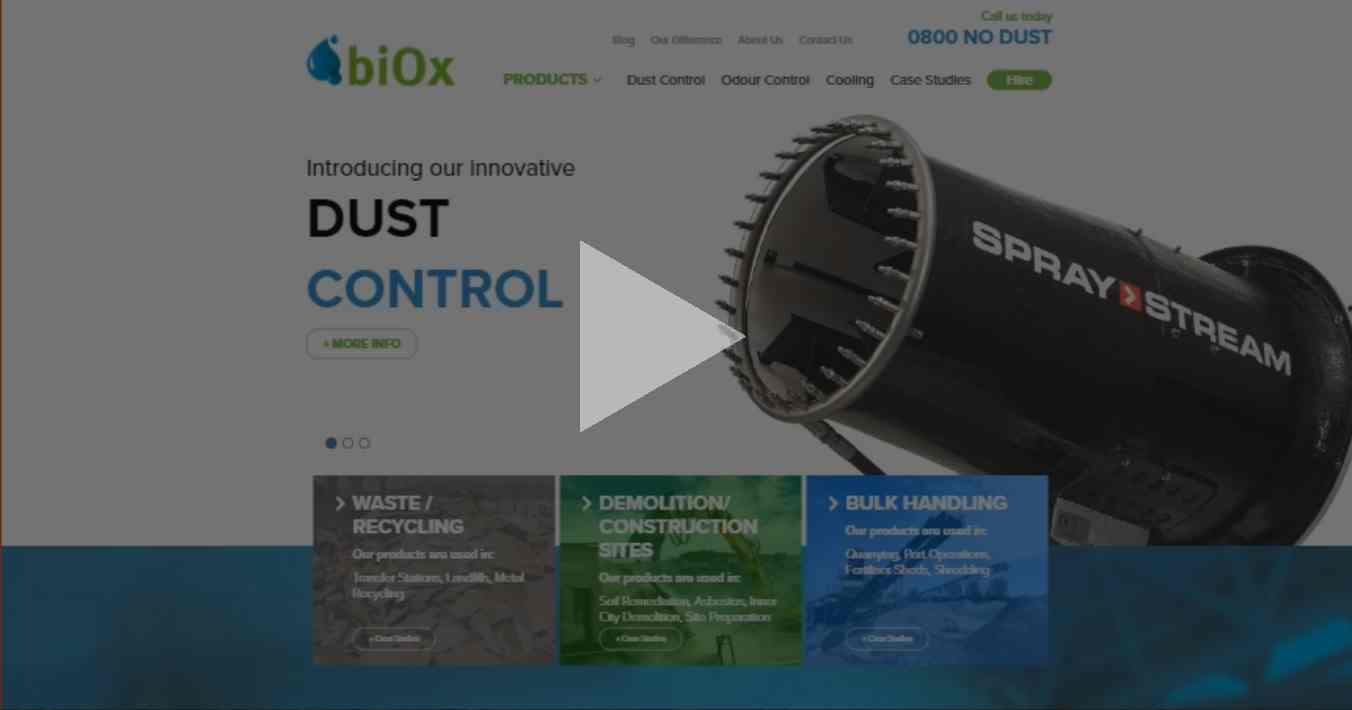 Call us today
0800 NO DUST
Blog Our Difference About Us Contact Us
biOx
PRODUCTS Dust Control Odour Control Cooling Case Studies Hire
Introducing our innovative
DUST
CONTROL
+ MORE INFO
SPRAY STREAM
WASTE /
RECYCLING
Our products are used in:
Transfer Stations, Landfills, Metal
Recycling
+ Case Studies
DEMOLITION/
CONSTRUCTION
SITES
Our products are used in:
Soil Remediation, Asbestos, Inner
City Demolition, Site Preparation
+ Case Studies
BULK HANDLING
Our products are used in:
Quarrying, Port Operations,
Fertiliser Sheds, Shredding
+ Case Studies